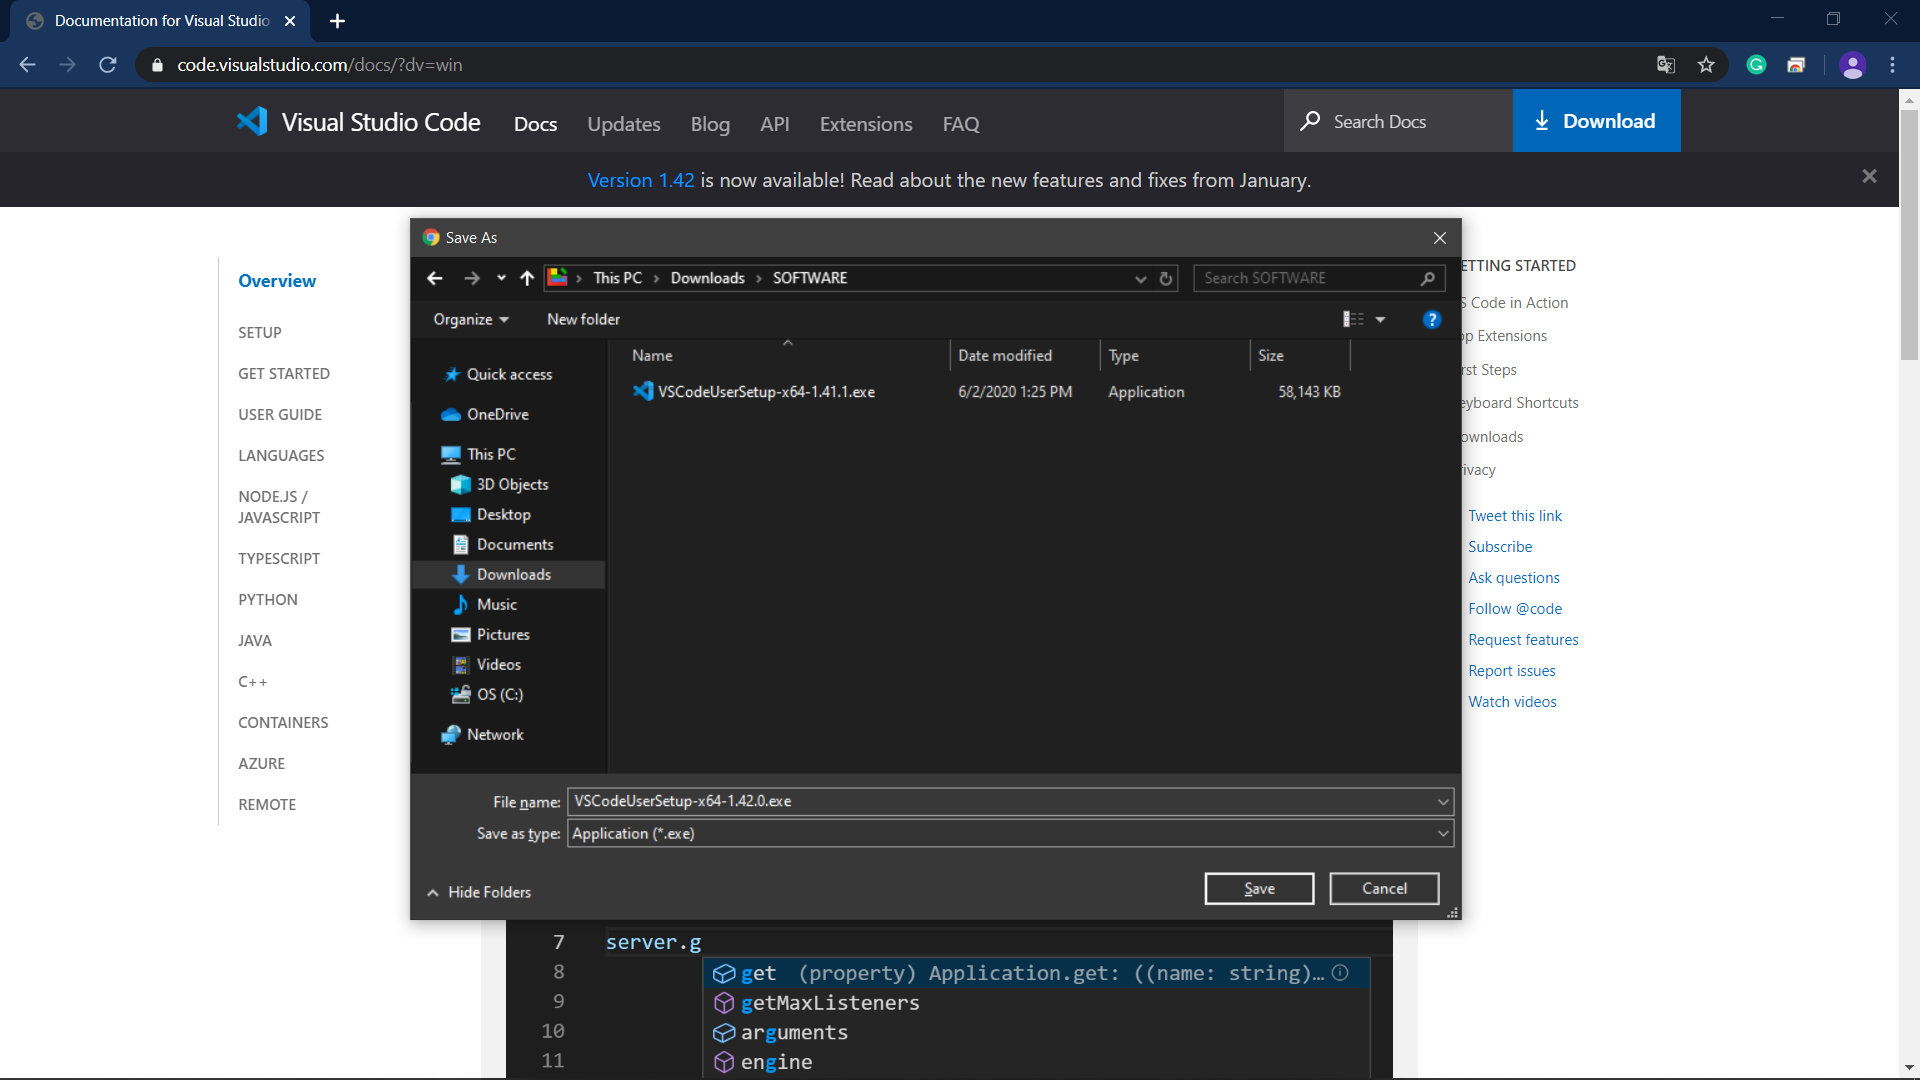 Documentation for Visual Studio
code.visualstudio.com/docs/?dv=win
Visual Studio Code
Docs
Updates
Blog
API
Extensions
FAQ
Search Docs
Download
Version 1.42 is now available! Read about the new features and fixes from January.
Overview
SETUP
GET STARTED
USER GUIDE
LANGUAGES
NODE.JS /
JAVASCRIPT
TYPESCRIPT
PYTHON
JAVA
C++
CONTAINERS
AZURE
REMOTE
Save As
This PC > Downloads > SOFTWARE
Search SOFTWARE
Organize
New folder
?
Name
Date modified
Type
Size
VSCodeUserSetup-x64-1.41.1.exe
6/2/2020 1:25 PM
Application
58,143 KB
Quick access
OneDrive
This PC
3D Objects
Desktop
Documents
Downloads
Music
Pictures
Videos
OS (C:)
Network
File name: VSCodeUserSetup-x64-1.42.0.exe
Save as type: Application (*.exe)
Hide Folders
Save
Cancel
ETTING STARTED
S Code in Action
op Extensions
rst Steps
eyboard Shortcuts
ownloads
ivacy
Tweet this link
Subscribe
Ask questions
Follow @code
Request features
Report issues
Watch videos
7 server.g
8 get (property) Application.get: ((name: string)…
9 getMaxListeners
10 arguments
11 engine